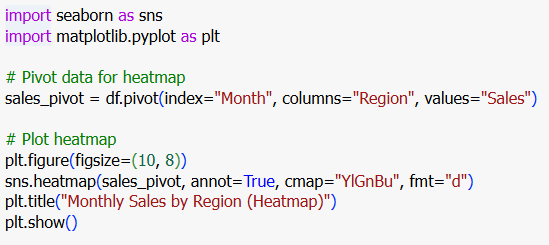 import seaborn as sns
import matplotlib.pyplot as plt
# Pivot data for heatmap
sales_pivot = df.pivot(index="Month", columns="Region", values="Sales")
# Plot heatmap
plt.figure(figsize=(10, 8))
sns.heatmap(sales_pivot, annot=True, cmap="YlGnBu", fmt="d")
plt.title("Monthly Sales by Region (Heatmap)")
plt.show()